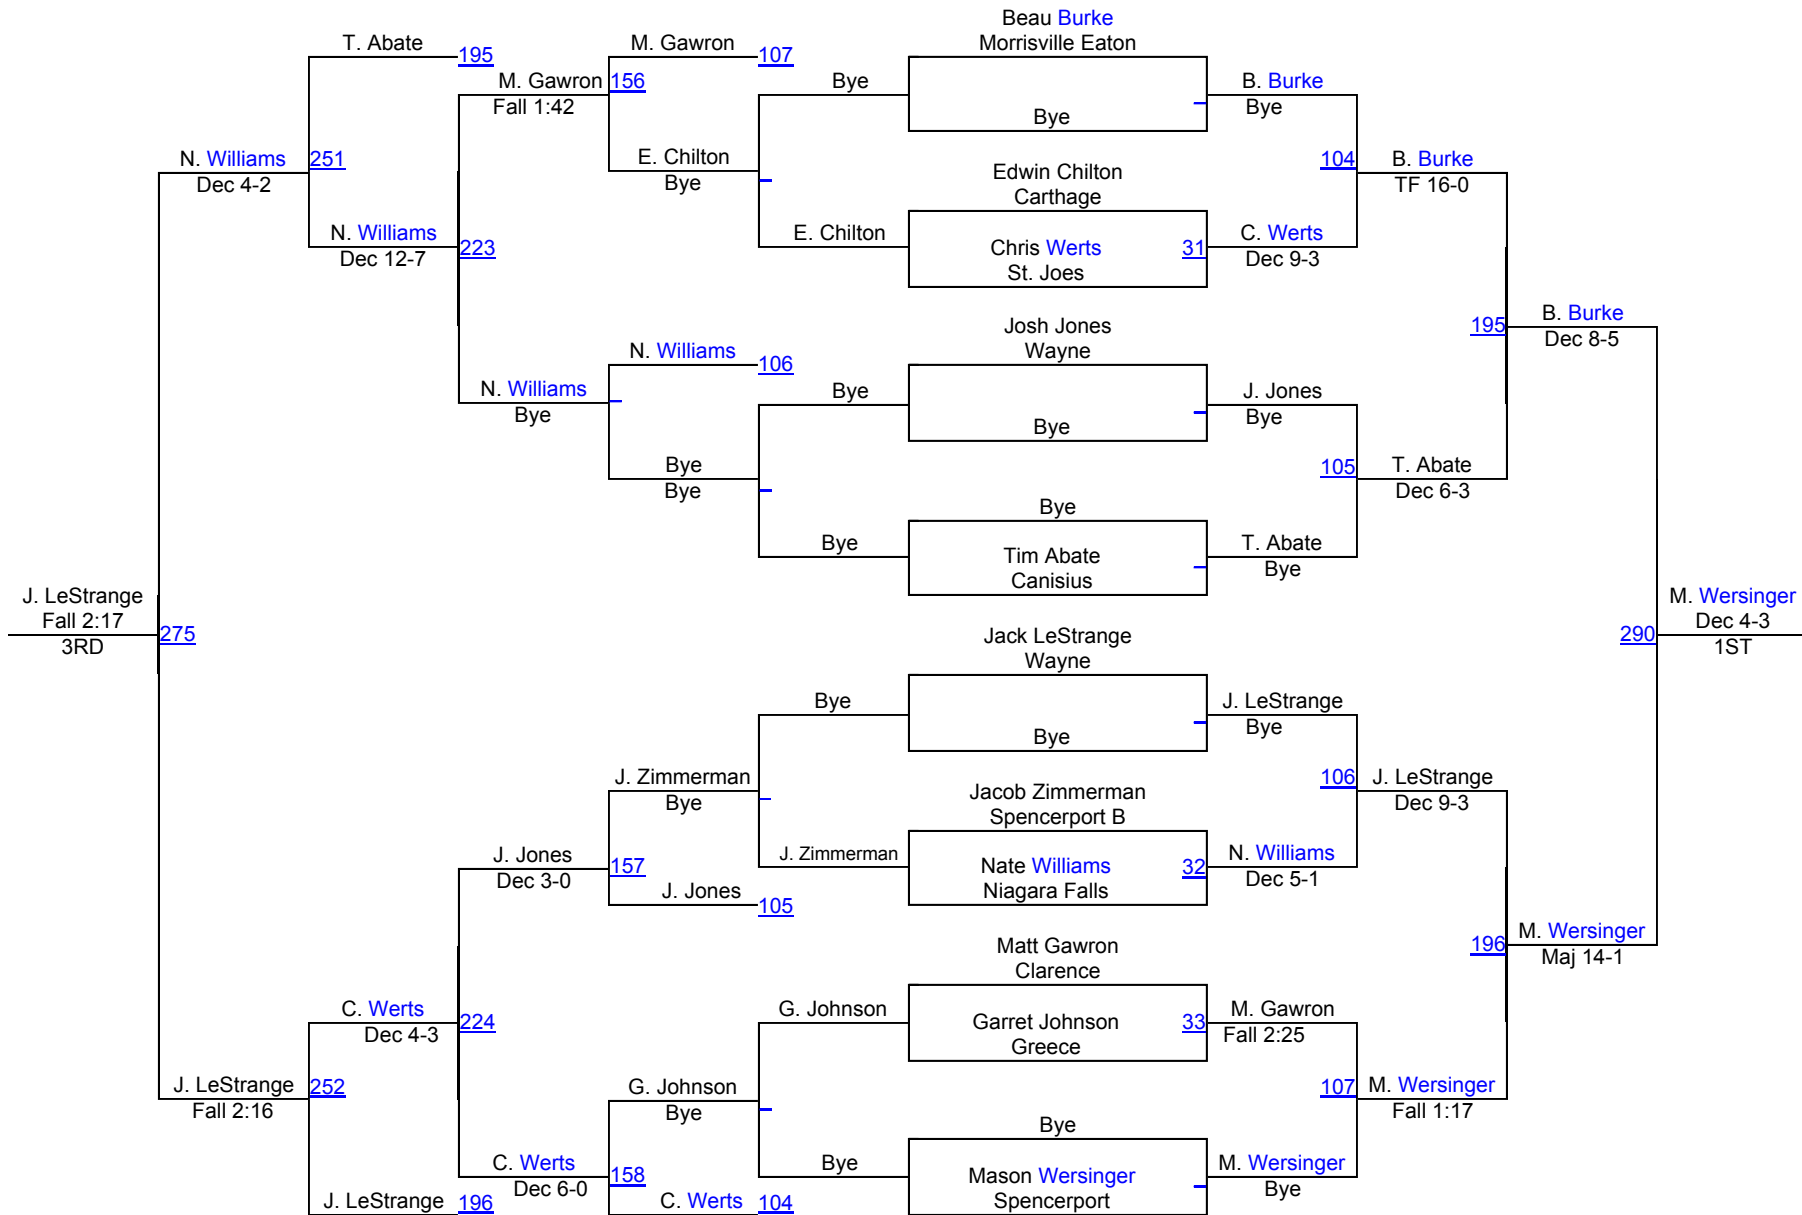 Beau Burke
T. Abate
M. Gawron
Morrisville Eaton
195
107
M. Gawron
156
Bye
B. Burke
Fall 1:42
Bye
Bye
N. Williams
251
E. Chilton
Edwin Chilton
104
B. Burke
Dec 4-2
Bye
Carthage
TF 16-0
N. Williams
E. Chilton
C. Werts
223
Chris Werts
31
Dec 12-7
St. Joes
Dec 9-3
Josh Jones
195
B. Burke
N. Williams
Wayne
Dec 8-5
106
N. Williams
Bye
J. Jones
Bye
Bye
Bye
Bye
105
T. Abate
Bye
Dec 6-3
Bye
Bye
Tim Abate
T. Abate
Canisius
Bye
J. LeStrange
M. Wersinger
Fall 2:17
Dec 4-3
275
Jack LeStrange
290
3RD
Wayne
1ST
Bye
J. LeStrange
Bye
Bye
J. Zimmerman
Jacob Zimmerman
106
J. LeStrange
Bye
Spencerport B
Dec 9-3
J. Jones
J. Zimmerman
N. Williams
157
Nate Williams
32
Dec 3-0
J. Jones
Niagara Falls
Dec 5-1
105
Matt Gawron
196
M. Wersinger
Clarence
Maj 14-1
C. Werts
G. Johnson
M. Gawron
224
Garret Johnson
33
Dec 4-3
Greece
Fall 2:25
J. LeStrange
252
G. Johnson
107
M. Wersinger
Fall 2:16
Bye
Fall 1:17
Bye
C. Werts
Bye
M. Wersinger
158
Mason Wersinger
Dec 6-0
Bye
J. LeStrange
196
C. Werts
104
Spencerport